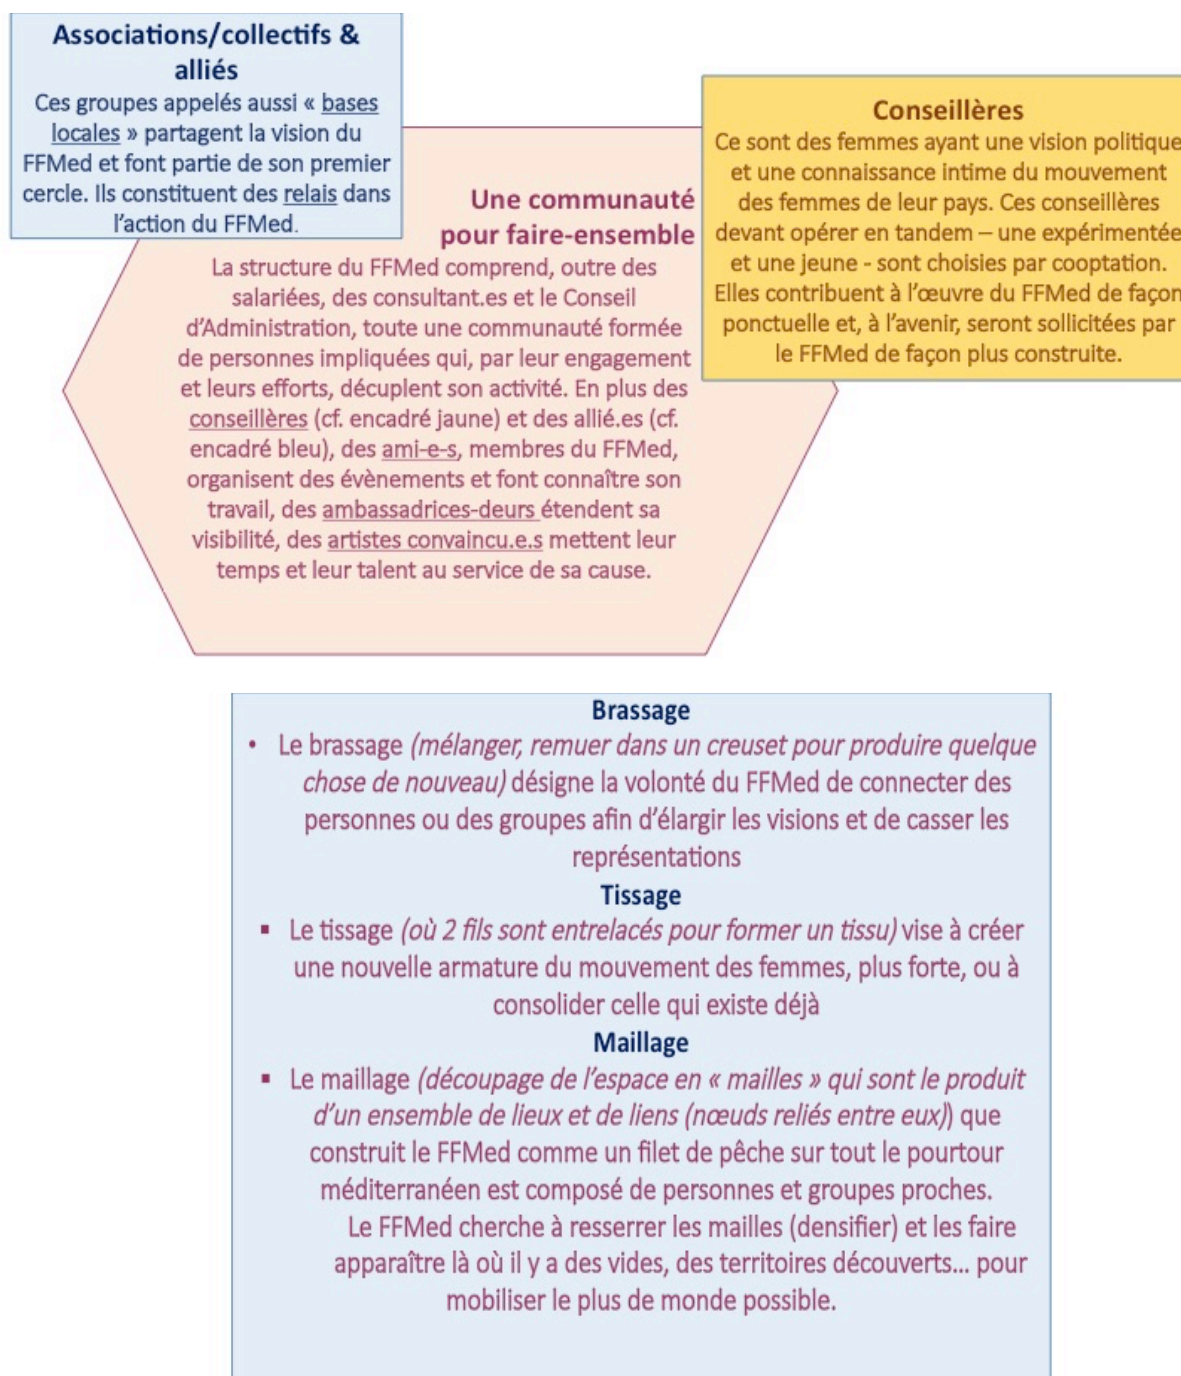 Associations/collectifs &
alliés
Ces groupes appelés aussi « bases
locales » partagent la vision du
FFMed et font partie de son premier
cercle. Ils constituent des relais dans
l’action du FFMed.
Conseillères
Ce sont des femmes ayant une vision politique
et une connaissance intime du mouvement
des femmes de leur pays. Ces conseillères
devant opérer en tandem – une expérimentée
et une jeune - sont choisies par cooptation.
Elles contribuent à l’œuvre du FFMed de façon
ponctuelle et, à l’avenir, seront sollicitées par
le FFMed de façon plus construite.
Une communauté
pour faire-ensemble
La structure du FFMed comprend, outre des
salariées, des consultant.es et le Conseil
d’Administration, toute une communauté formée
de personnes impliquées qui, par leur engagement
et leurs efforts, décuplent son activité. En plus des
conseillères (cf. encadré jaune) et des allié.es (cf.
encadré bleu), des ami-e-s, membres du FFMed,
organisent des évènements et font connaître son
travail, des ambassadrices-deurs étendent sa
visibilité, des artistes convaincu.e.s mettent leur
temps et leur talent au service de sa cause.
Brassage
• Le brassage (mélanger, remuer dans un creuset pour produire quelque
chose de nouveau) désigne la volonté du FFMed de connecter des
personnes ou des groupes afin d’élargir les visions et de casser les
représentations
Tissage
▪ Le tissage (où 2 fils sont entrelacés pour former un tissu) vise à créer
une nouvelle armature du mouvement des femmes, plus forte, ou à
consolider celle qui existe déjà
Maillage
▪ Le maillage (découpage de l’espace en « mailles » qui sont le produit
d’un ensemble de lieux et de liens (nœuds reliés entre eux)) que
construit le FFMed comme un filet de pêche sur tout le pourtour
méditerranéen est composé de personnes et groupes proches.
Le FFMed cherche à resserrer les mailles (densifier) et les faire
apparaître là où il y a des vides, des territoires découverts... pour
mobiliser le plus de monde possible.